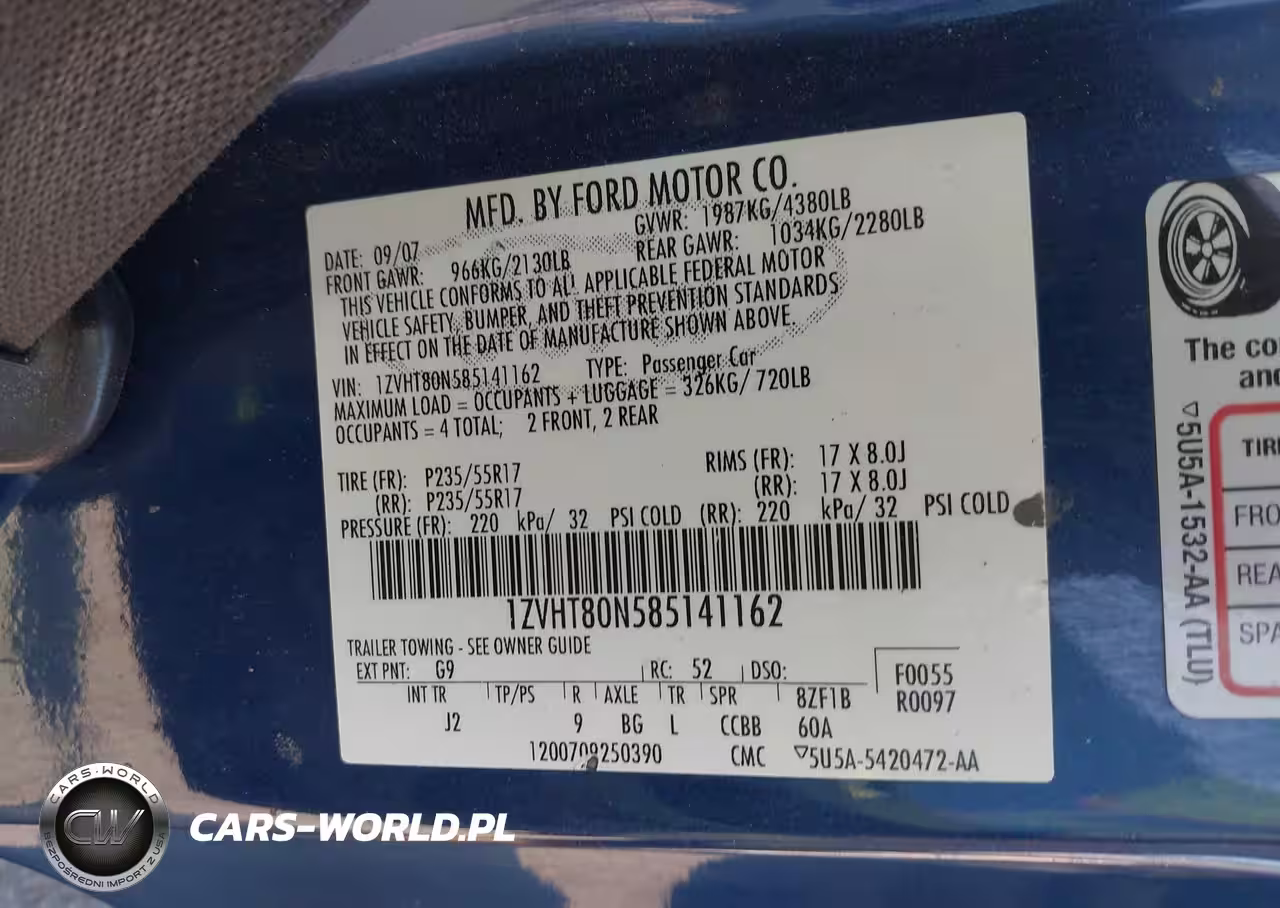 MFD. BY FORD MOTOR CO.
DATE: 09/07 GVWR: 1987KG/4380LB
FRONT GAWR: 966KG/2130LB REAR GAWR: 1034KG/2280LB
THIS VEHICLE CONFORMS TO ALL APPLICABLE FEDERAL MOTOR
VEHICLE SAFETY, BUMPER, AND THEFT PREVENTION STANDARDS
IN EFFECT ON THE DATE OF MANUFACTURE SHOWN ABOVE.
VIN: 1ZVHT80N585141162 TYPE: Passenger Car
MAXIMUM LOAD = OCCUPANTS + LUGGAGE = 326KG/ 720LB
OCCUPANTS = 4 TOTAL; 2 FRONT, 2 REAR
TIRE (FR): P235/55R17 RIMS (FR): 17 X 8.0J
(RR): P235/55R17 (RR): 17 X 8.0J
PRESSURE (FR): 220 kPa/ 32 PSI COLD (RR): 220 kPa/ 32 PSI COLD
1ZVHT80N585141162
TRAILER TOWING - SEE OWNER GUIDE
EXT PNT: G9 RC: 52 DSO: F0055
INT TR TP/PS R AXLE TR SPR 8ZF1B R0097
J2 9 BG L CCBB 60A
1200709250390 CMC ▽5U5A-5420472-AA
The co
and
▽5U5A-1532-AA (TLU)
TIRE
FRO
REA
SPA
CARS-WORLD
CW
BEZPOŚREDNI IMPORT Z USA
CARS-WORLD.PL